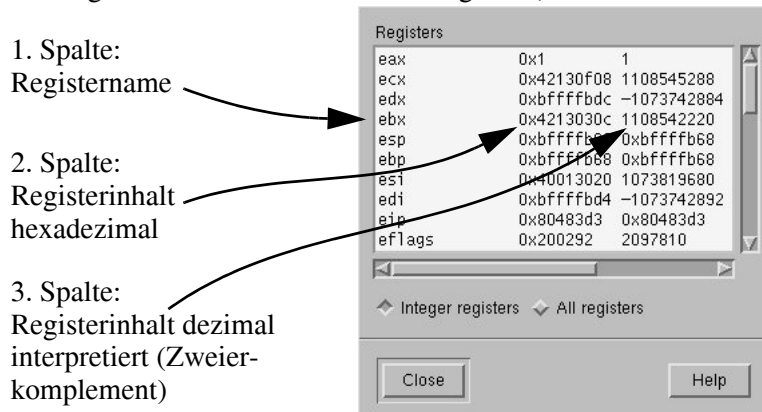 1. Spalte:
Registername
2. Spalte:
Registerinhalt
hexadezimal
3. Spalte:
Registerinhalt dezimal
interpretiert (Zweier-
komplement)
Registers
eax 0x1 1
ecx 0x42130f08 1108545288
edx 0xbffffbdc -1073742884
ebx 0x4213030c 1108542220
esp 0xbffffb68 0xbffffb68
ebp 0xbffffb68 0xbffffb68
esi 0x40013020 1073819680
edi 0xbffffbd4 -1073742892
eip 0x80483d3 0x80483d3
eflags 0x200292 2097810
Integer registers All registers
Close Help